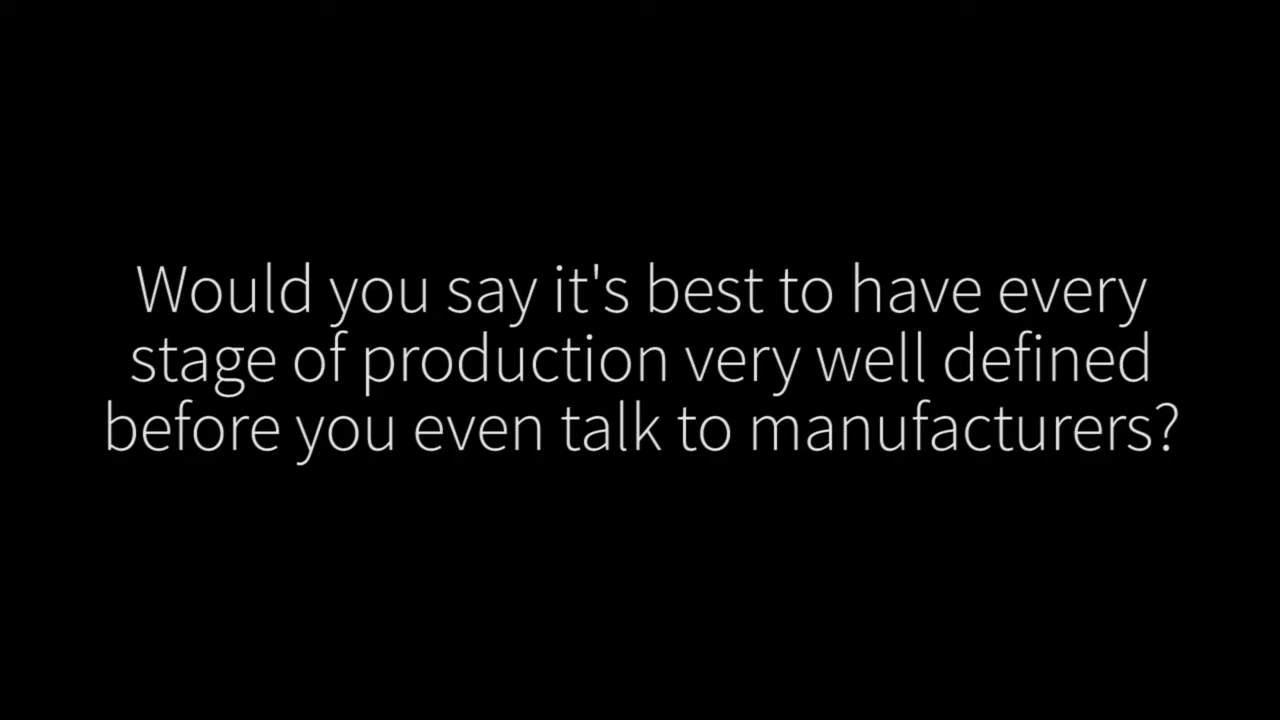 Would you say it's best to have every
stage of production very well defined
before you even talk to manufacturers?